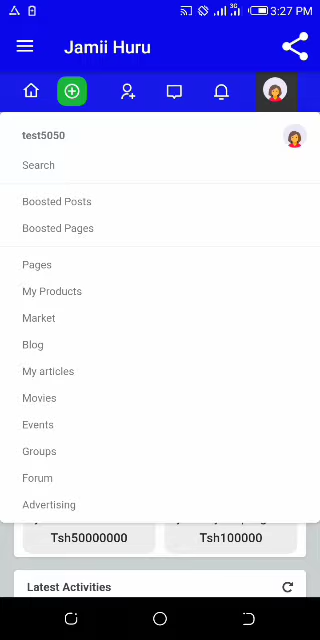 3G
3:27 PM
Jamii Huru
test5050
Search
Boosted Posts
Boosted Pages
Pages
My Products
Market
Blog
My articles
Movies
Events
Groups
Forum
Advertising
Tsh50000000 Tsh100000
Latest Activities